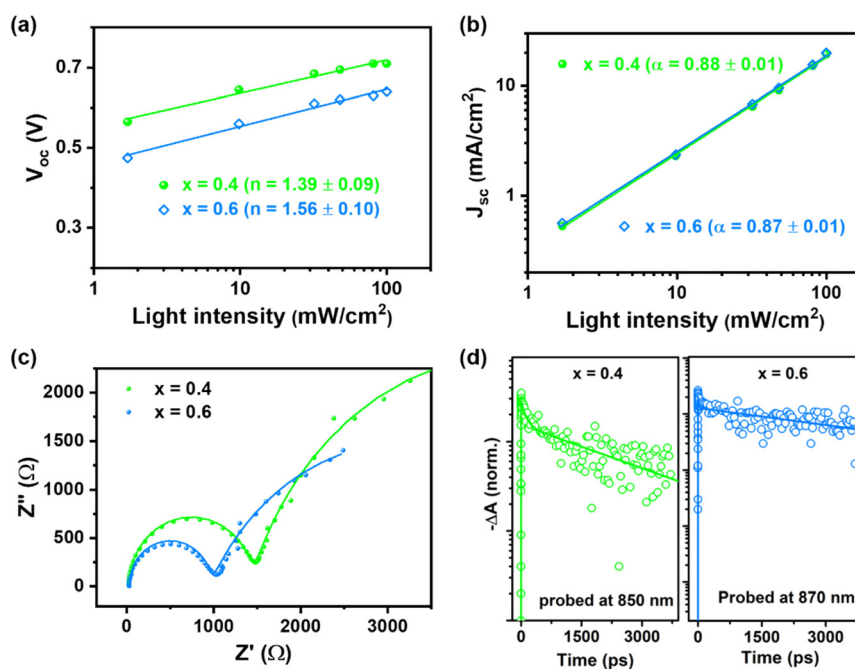 (a)
0.7
0.5
0.3
V_oc (V)
x = 0.4 (n = 1.39 ± 0.09)
x = 0.6 (n = 1.56 ± 0.10)
1 10 100
Light intensity (mW/cm²)
(b)
10
1
J_sc (mA/cm²)
x = 0.4 (α = 0.88 ± 0.01)
x = 0.6 (α = 0.87 ± 0.01)
1 10 100
Light intensity (mW/cm²)
(c)
2000
1500
1000
500
0
Z'' (Ω)
x = 0.4
x = 0.6
0 1000 2000 3000
Z' (Ω)
(d)
-ΔA (norm.)
x = 0.4
probed at 850 nm
0 1500 3000
Time (ps)
x = 0.6
Probed at 870 nm
0 1500 3000
Time (ps)